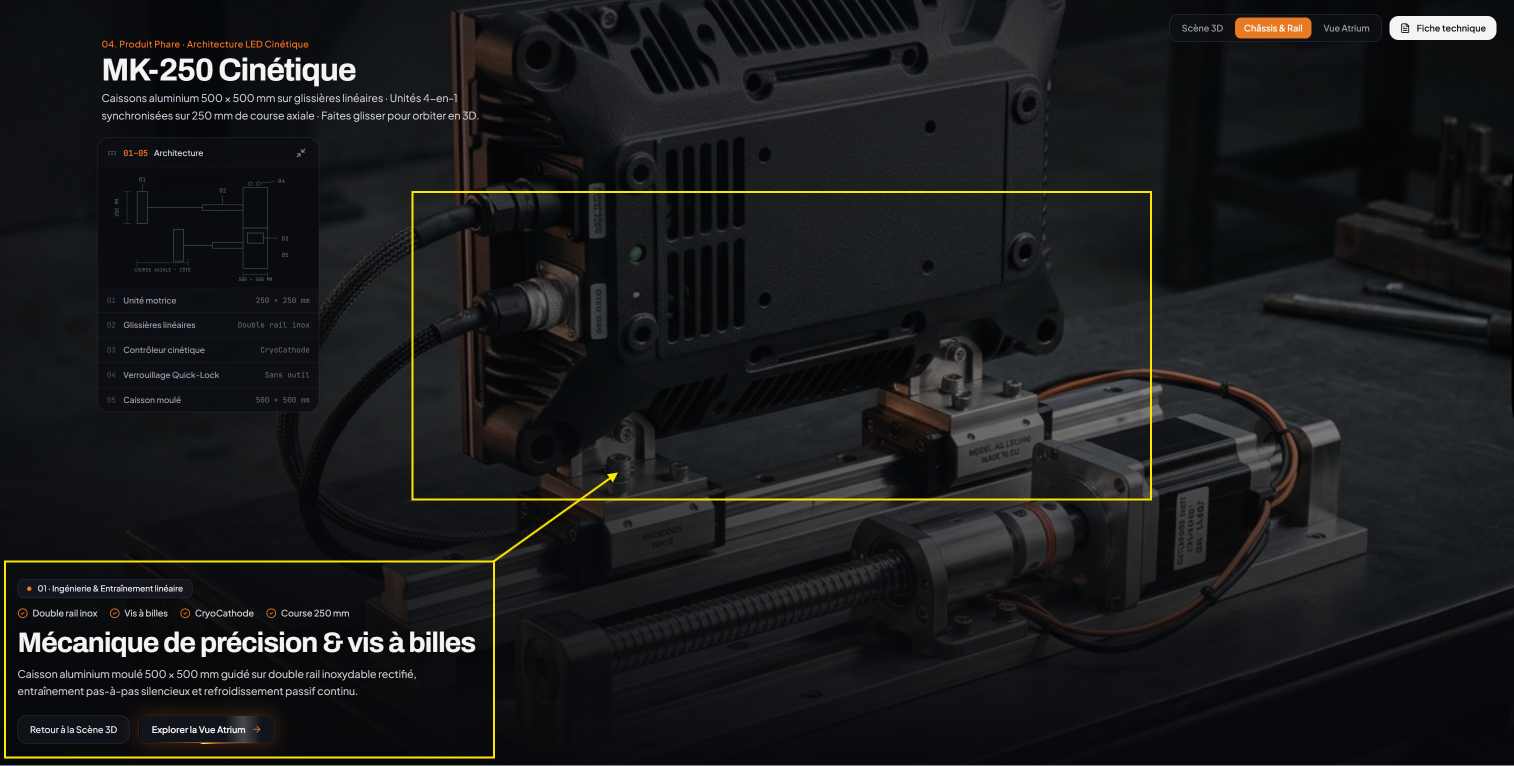 04. Produit Phare · Architecture LED Cinétique
MK-250 Cinétique
Caissons aluminium 500 × 500 mm sur glissières linéaires · Unités 4-en-1
synchronisées sur 250 mm de course axiale · Faites glisser pour orbiter en 3D.
Scène 3D
Châssis & Rail
Vue Atrium
Fiche technique
01-05 Architecture
01
02
04
250 MM
03
05
COURSE AXIALE · CÔTÉ
500 × 500 MM
01 Unité motrice 250 × 250 mm
02 Glissières linéaires Double rail inox
03 Contrôleur cinétique CryoCathode
04 Verrouillage Quick-Lock Sans outil
05 Caisson moulé 500 × 500 mm
01 · Ingénierie & Entraînement linéaire
Double rail inox
Vis à billes
CryoCathode
Course 250 mm
Mécanique de précision & vis à billes
Caisson aluminium moulé 500 × 500 mm guidé sur double rail inoxydable rectifié,
entraînement pas-à-pas silencieux et refroidissement passif continu.
Retour à la Scène 3D
Explorer la Vue Atrium